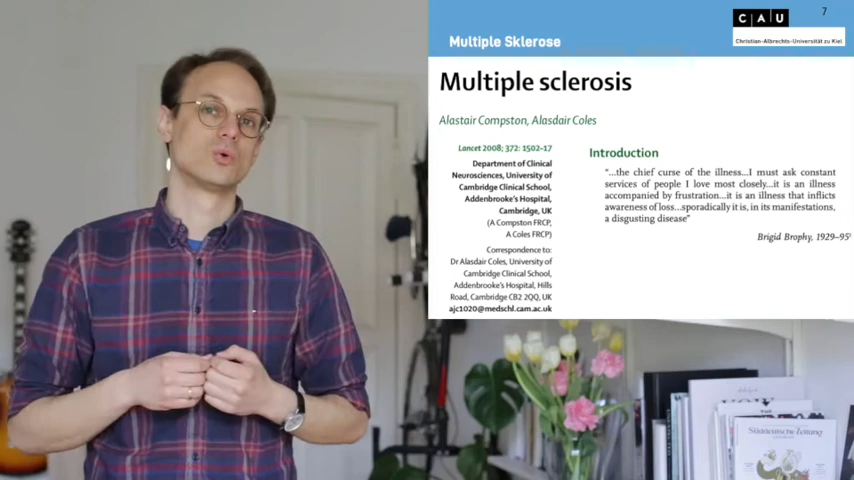 7
CAU
Christian-Albrechts-Universität zu Kiel
Multiple Sklerose
Multiple sclerosis
Alastair Compston, Alasdair Coles
Lancet 2008; 372: 1502–17
Department of Clinical
Neurosciences, University of
Cambridge Clinical School,
Addenbrooke's Hospital,
Cambridge, UK
(A Compston FRCP,
A Coles FRCP)
Correspondence to:
Dr Alasdair Coles, University of
Cambridge Clinical School,
Addenbrooke's Hospital, Hills
Road, Cambridge CB2 2QQ, UK
ajc1020@medschl.cam.ac.uk
Introduction
"...the chief curse of the illness...I must ask constant
services of people I love most closely...it is an illness
accompanied by frustration...it is an illness that inflicts
awareness of loss...sporadically it is, in its manifestations,
a disgusting disease"
Brigid Brophy, 1929–95¹
Süddeutsche Zeitung